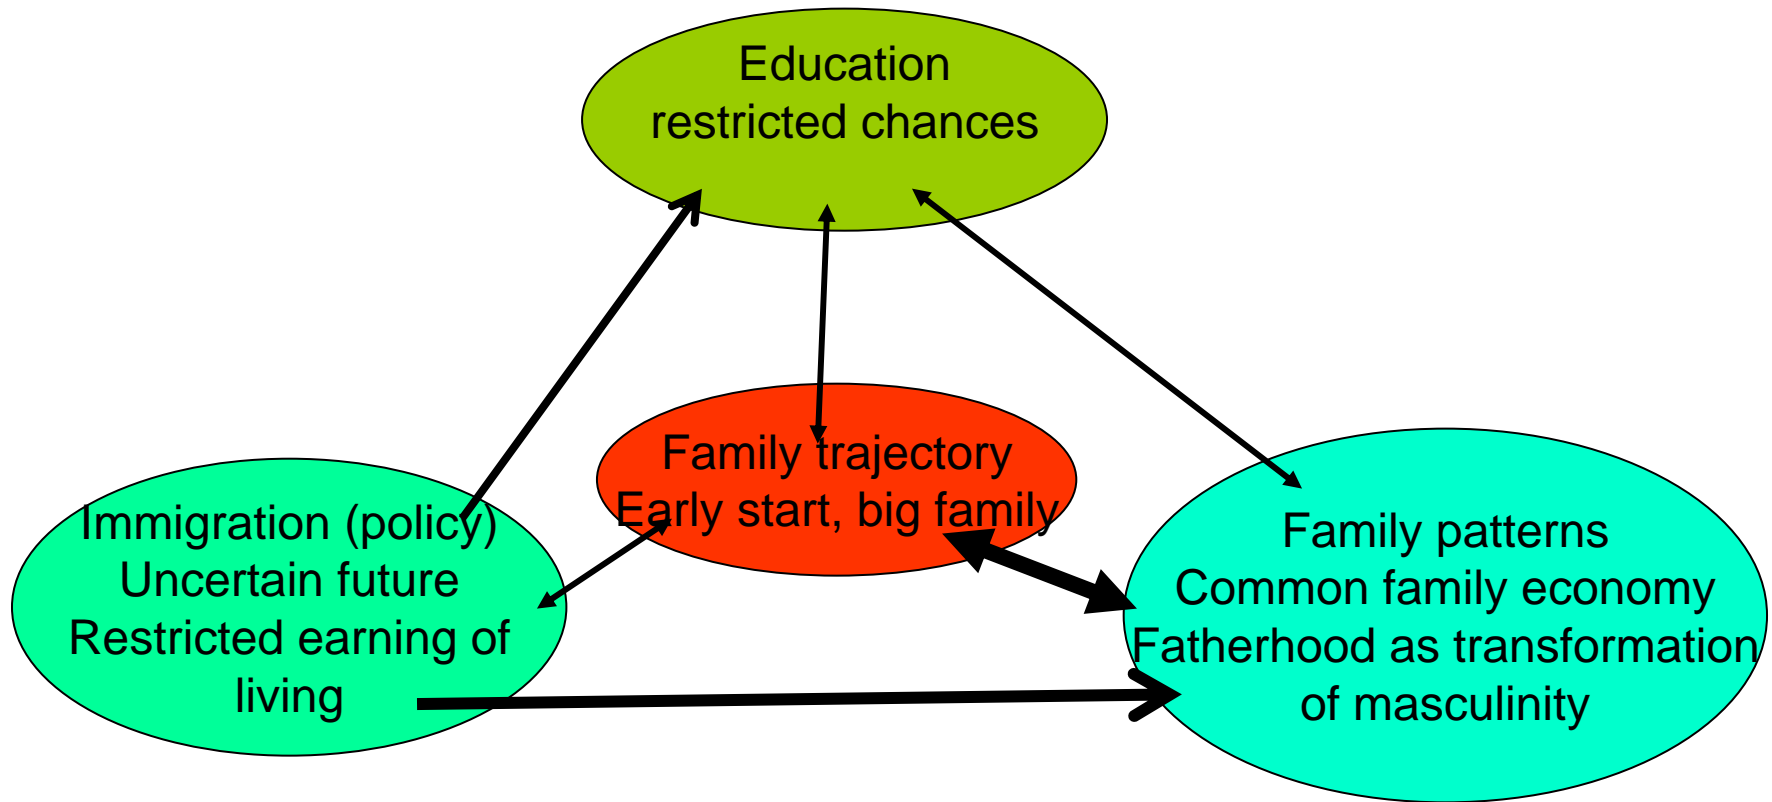 Education
restricted chances
Family trajectory
Early start, big family
Immigration (policy)
Uncertain future
Restricted earning of
living
Family patterns
Common family economy
Fatherhood as transformation
of masculinity